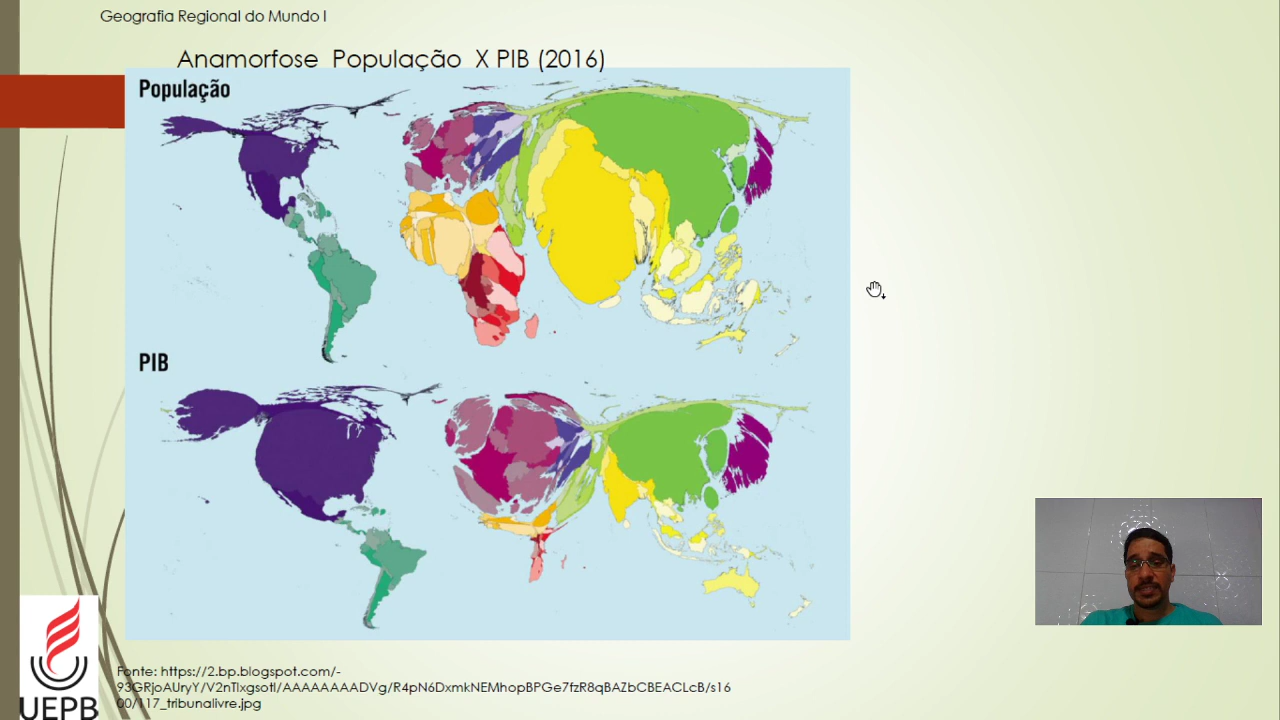 Geografia Regional do Mundo I
Anamorfose População X PIB (2016)
População
PIB
Fonte: https://2.bp.blogspot.com/-
93GRjoAUryY/V2nTIxgsotI/AAAAAAAADVg/R4pN6DxmkNEMhopBPGe7fzR8qBAZbCBEACLcB/s16
00/117_tribunalivre.jpg
UEPB